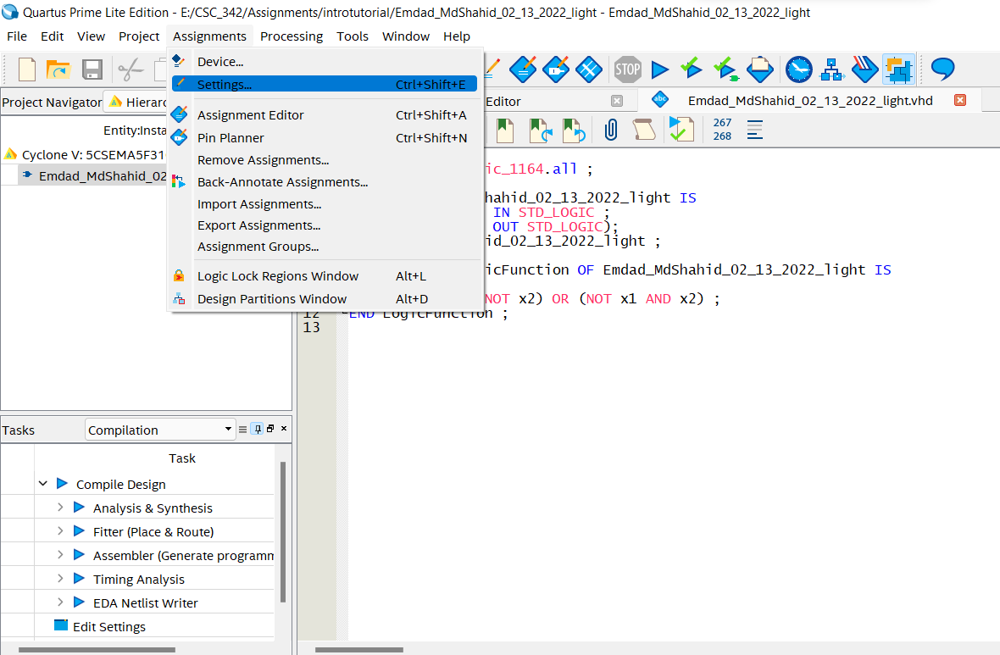 Quartus Prime Lite Edition - E:/CSC_342/Assignments/introtutorial/Emdad_MdShahid_02_13_2022_light - Emdad_MdShahid_02_13_2022_light
File Edit View Project Assignments Processing Tools Window Help
STOP
Project Navigator Hierarc
Editor
abc Emdad_MdShahid_02_13_2022_light.vhd
267
268
Entity:Insta
Cyclone V: 5CSEMA5F31
Emdad_MdShahid_02
Device...
Settings... Ctrl+Shift+E
Assignment Editor Ctrl+Shift+A
Pin Planner Ctrl+Shift+N
Remove Assignments...
Back-Annotate Assignments...
Import Assignments...
Export Assignments...
Assignment Groups...
Logic Lock Regions Window Alt+L
Design Partitions Window Alt+D
ic_1164.all ;
hahid_02_13_2022_light IS
IN STD_LOGIC ;
OUT STD_LOGIC);
id_02_13_2022_light ;
icFunction OF Emdad_MdShahid_02_13_2022_light IS
NOT x2) OR (NOT x1 AND x2) ;
12 END LogicFunction ;
13
Tasks Compilation
Task
Compile Design
Analysis & Synthesis
Fitter (Place & Route)
Assembler (Generate programm
Timing Analysis
EDA Netlist Writer
Edit Settings